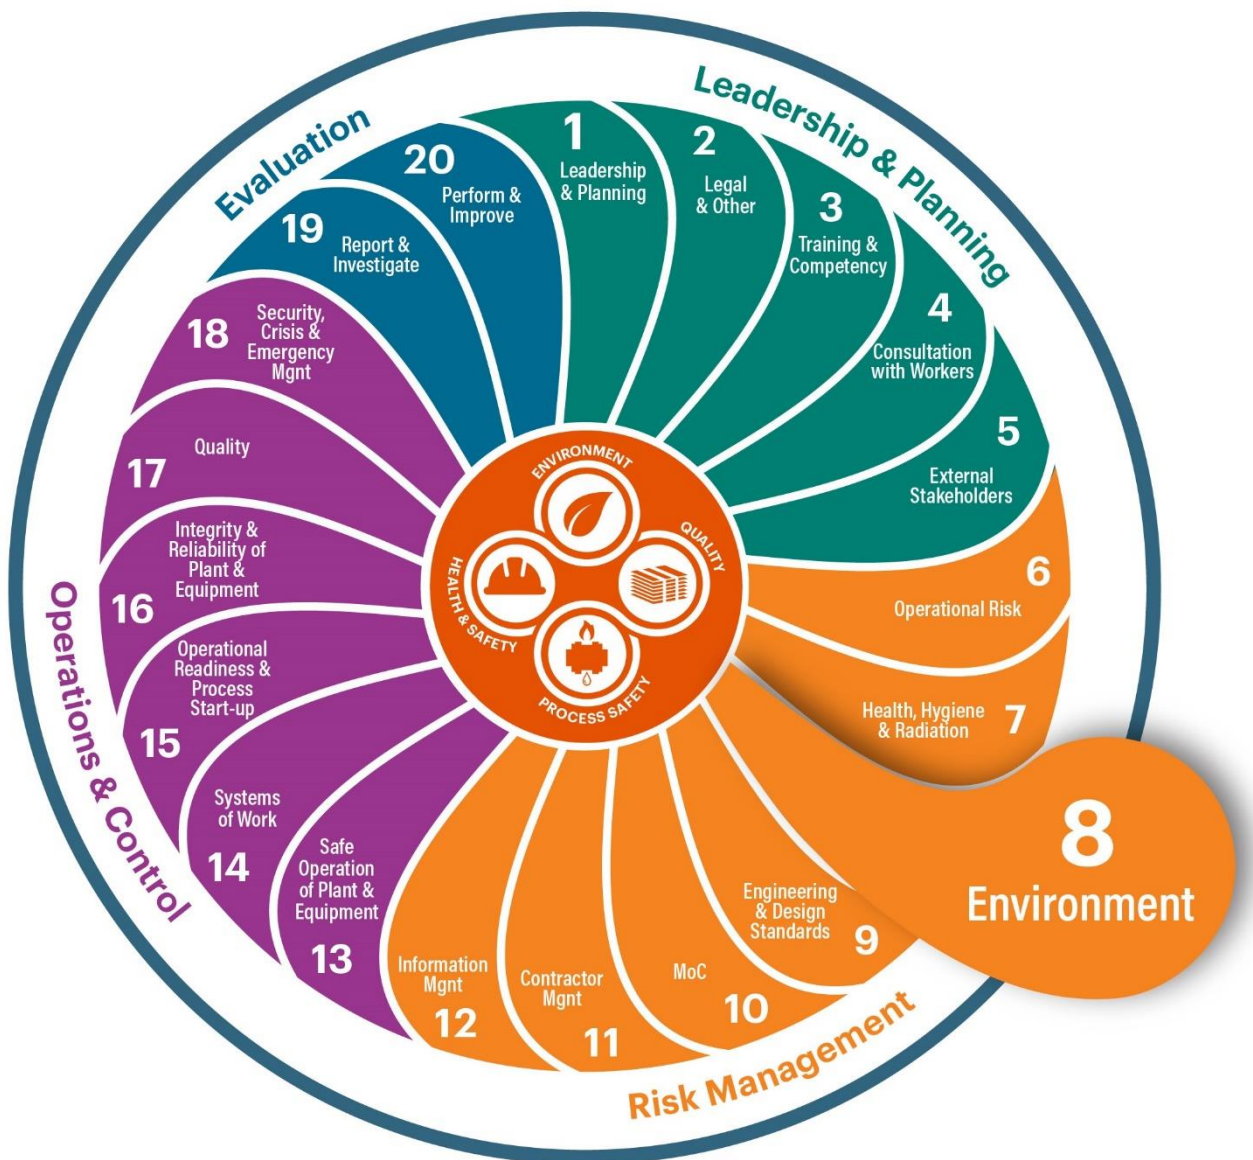 Leadership & Planning
1
Leadership
& Planning
2
Legal
& Other
3
Training &
Competency
4
Consultation
with Workers
5
External
Stakeholders
Risk Management
6
Operational Risk
7
Health, Hygiene
& Radiation
8
Environment
9
Engineering
& Design
Standards
10
MoC
11
Contractor
Mgnt
12
Information
Mgnt
Operations & Control
13
Safe
Operation
of Plant &
Equipment
14
Systems
of Work
15
Operational
Readiness &
Process
Start-up
16
Integrity &
Reliability of
Plant &
Equipment
17
Quality
18
Security,
Crisis &
Emergency
Mgnt
Evaluation
19
Report &
Investigate
20
Perform &
Improve
ENVIRONMENT
QUALITY
PROCESS SAFETY
HEALTH & SAFETY